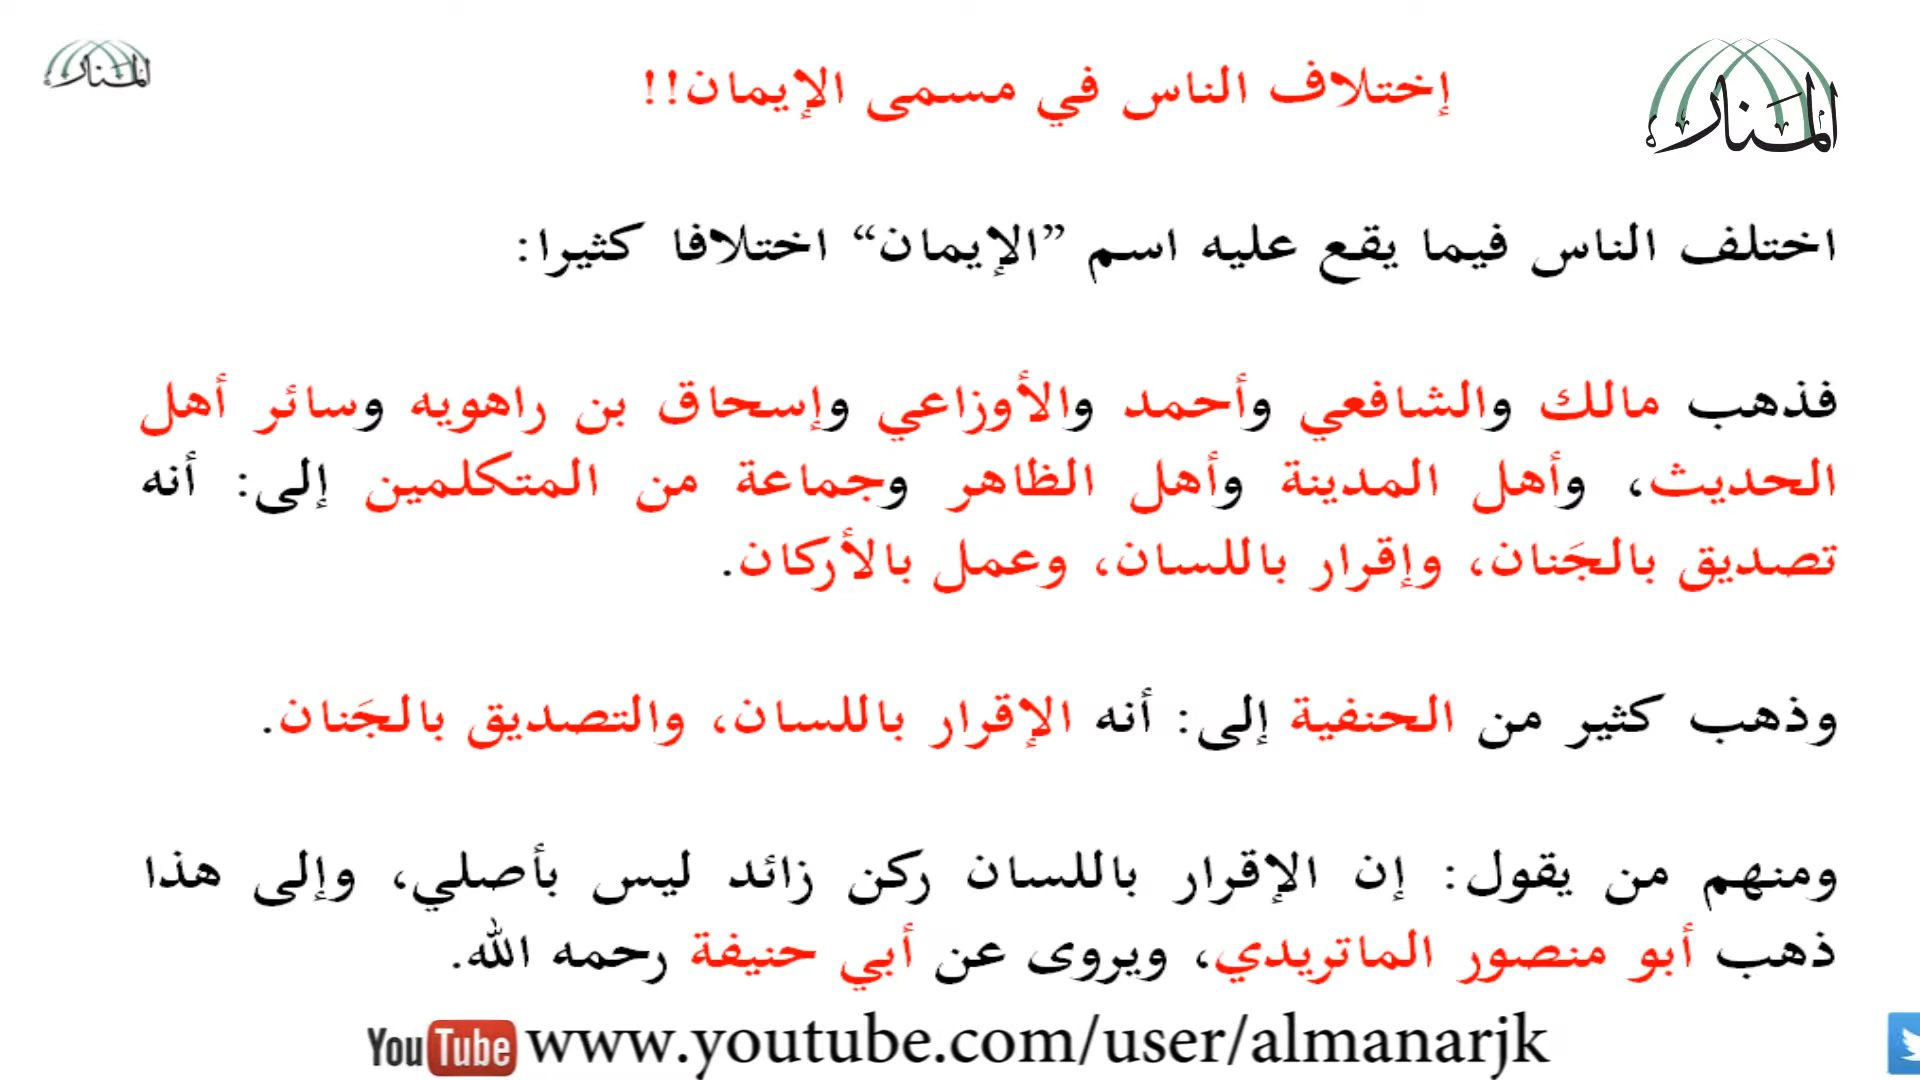 المنار
إختلاف الناس في مسمى الإيمان!!
المنار
اختلف الناس فيما يقع عليه اسم ”الإيمان“ اختلافا كثيرا:
فذهب مالك والشافعي وأحمد والأوزاعي وإسحاق بن راهويه وسائر أهل
الحديث، وأهل المدينة وأهل الظاهر وجماعة من المتكلمين إلى: أنه
تصديق بالجَنان، وإقرار باللسان، وعمل بالأركان.
وذهب كثير من الحنفية إلى: أنه الإقرار باللسان، والتصديق بالجَنان.
ومنهم من يقول: إن الإقرار باللسان ركن زائد ليس بأصلي، وإلى هذا
ذهب أبو منصور الماتريدي، ويروى عن أبي حنيفة رحمه الله.
YouTube www.youtube.com/user/almanarjk